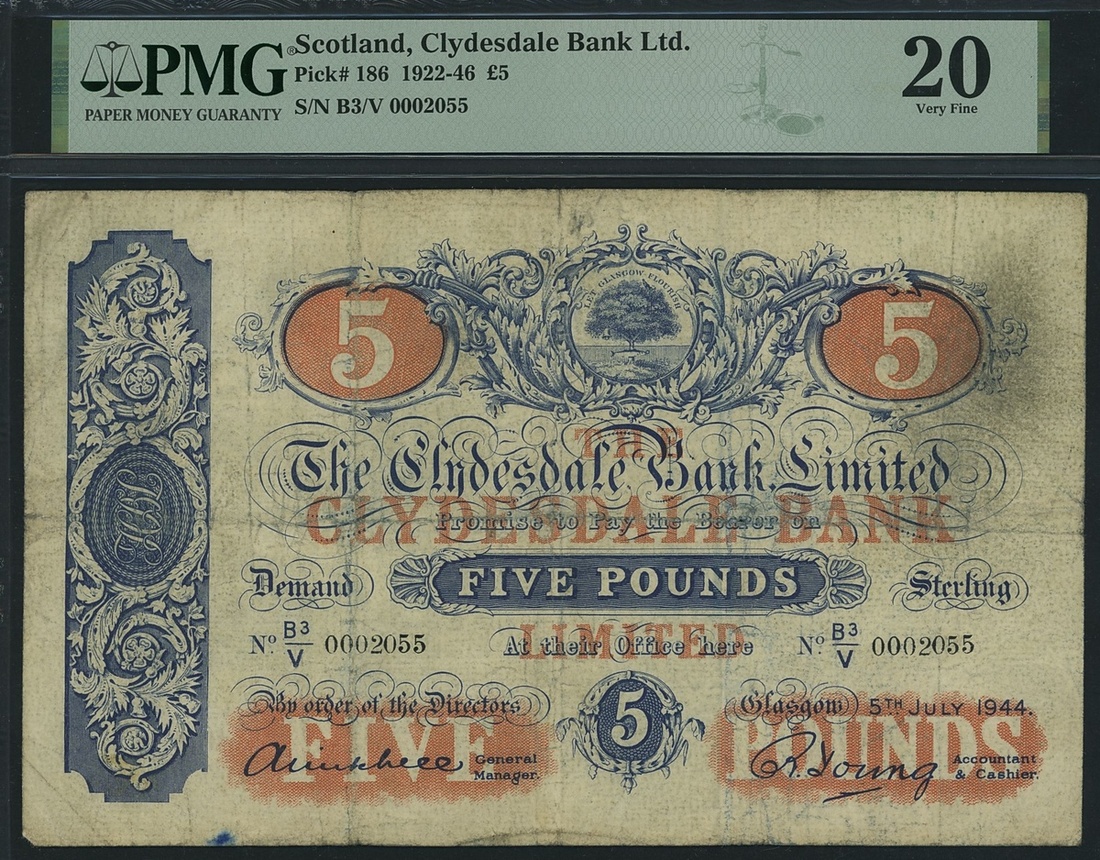 PMG® Scotland, Clydesdale Bank Ltd.
Pick# 186 1922-46 £5
S/N B3/V 0002055
PAPER MONEY GUARANTY
20
Very Fine
LET GLASGOW FLOURISH
5 5
THE
The Clydesdale Bank, Limited
CLYDESDALE BANK
Promise to Pay the Bearer on
Demand FIVE POUNDS Sterling
LIMITED
No. B3/V 0002055 At their Office here No. B3/V 0002055
By order of the Directors 5 Glasgow 5TH JULY 1944.
FIVE POUNDS
General Manager.
R. Young Accountant & Cashier.